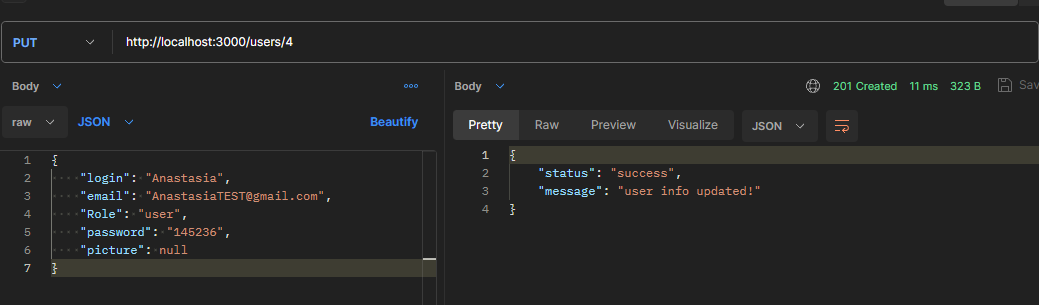 PUT http://localhost:3000/users/4
Body Body 201 Created 11 ms 323 B Sav
raw JSON Beautify Pretty Raw Preview Visualize JSON
1 {
2 "login": "Anastasia",
3 "email": "AnastasiaTEST@gmail.com",
4 "Role": "user",
5 "password": "145236",
6 "picture": null
7 }
1 {
2 "status": "success",
3 "message": "user info updated!"
4 }